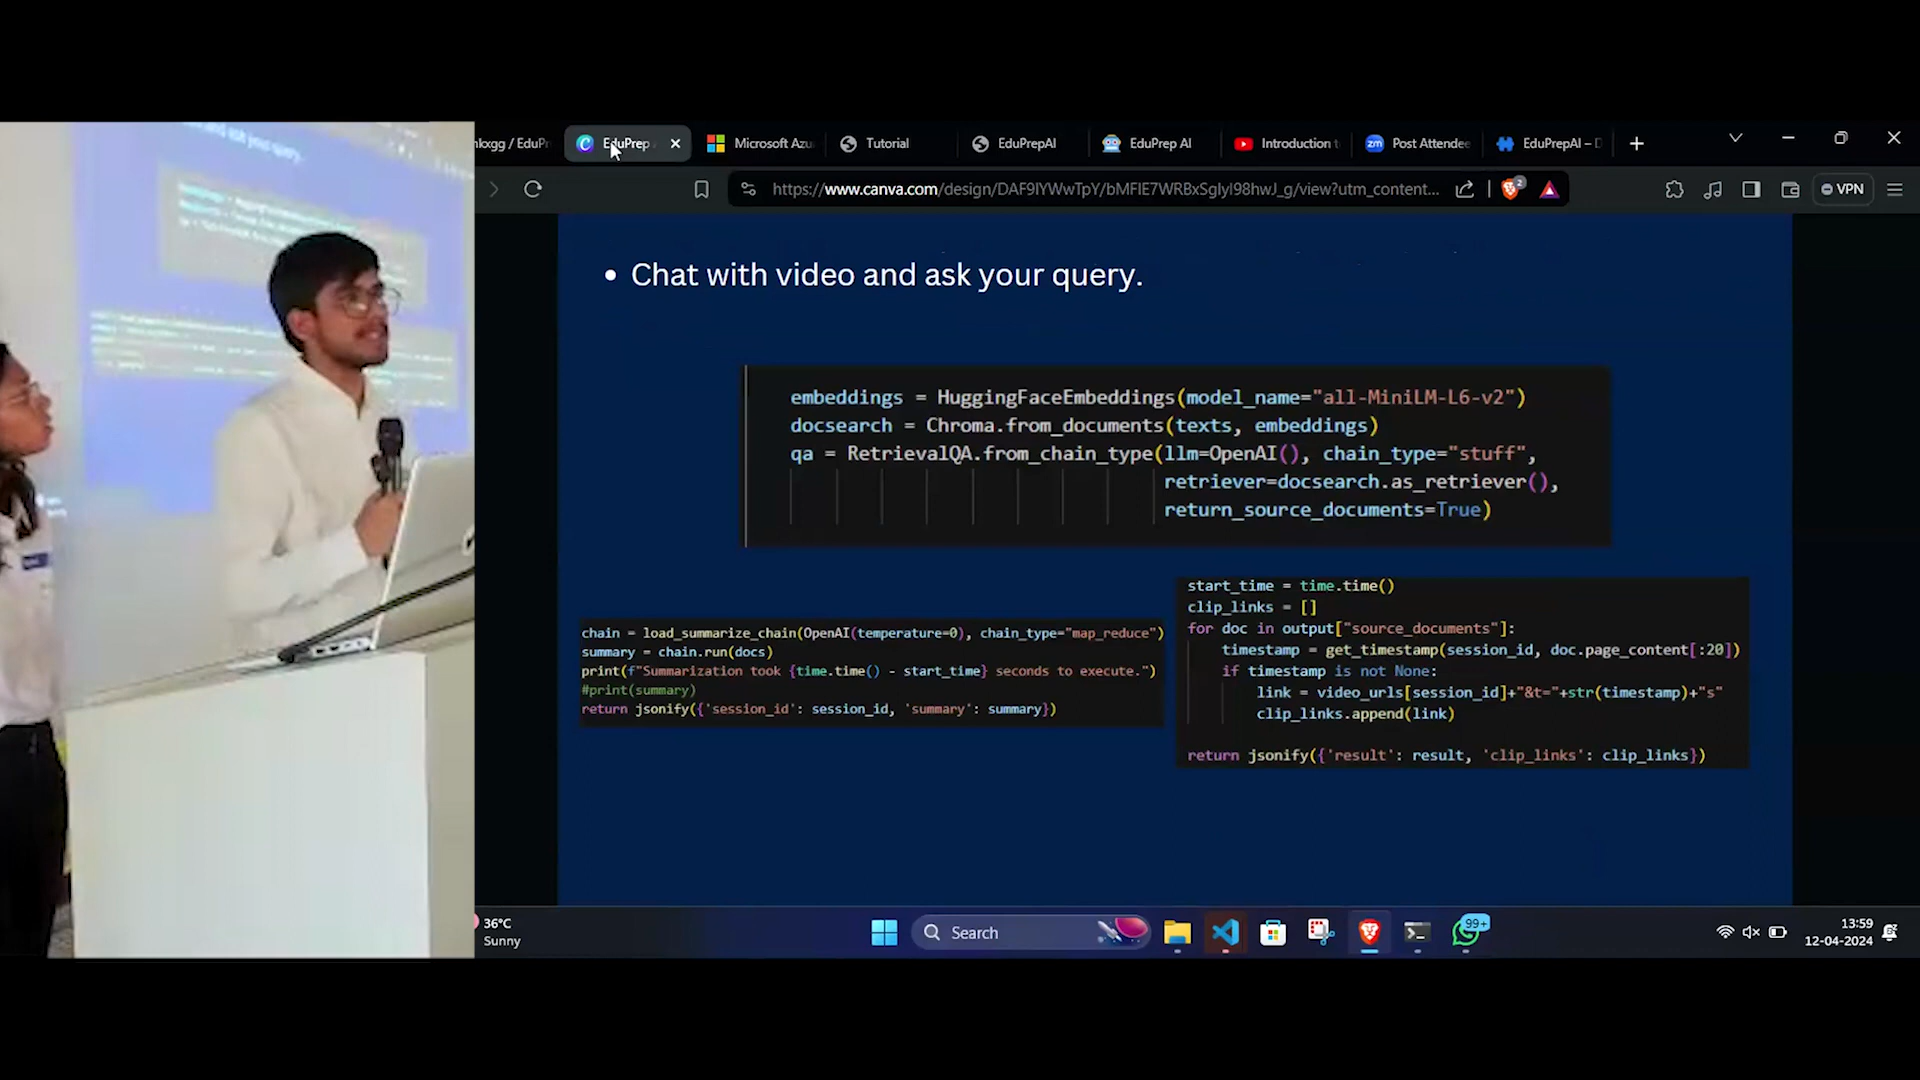 nkxgg / EduPr
EduPrep
Microsoft Azu
Tutorial
EduPrepAI
EduPrep AI
Introduction t
Post Attendee
EduPrepAI – D
https://www.canva.com/design/DAF9IYWwTpY/bMFIE7WRBxSgIyl98hwJ_g/view?utm_content...
2
VPN
• Chat with video and ask your query.
embeddings = HuggingFaceEmbeddings(model_name="all-MiniLM-L6-v2")
docsearch = Chroma.from_documents(texts, embeddings)
qa = RetrievalQA.from_chain_type(llm=OpenAI(), chain_type="stuff",
retriever=docsearch.as_retriever(),
return_source_documents=True)
chain = load_summarize_chain(OpenAI(temperature=0), chain_type="map_reduce")
summary = chain.run(docs)
print(f"Summarization took {time.time() - start_time} seconds to execute.")
#print(summary)
return jsonify({'session_id': session_id, 'summary': summary})
start_time = time.time()
clip_links = []
for doc in output["source_documents"]:
timestamp = get_timestamp(session_id, doc.page_content[:20])
if timestamp is not None:
link = video_urls[session_id]+"&t="+str(timestamp)+"s"
clip_links.append(link)
return jsonify({'result': result, 'clip_links': clip_links})
36°C
Sunny
Search
99+
13:59
12-04-2024